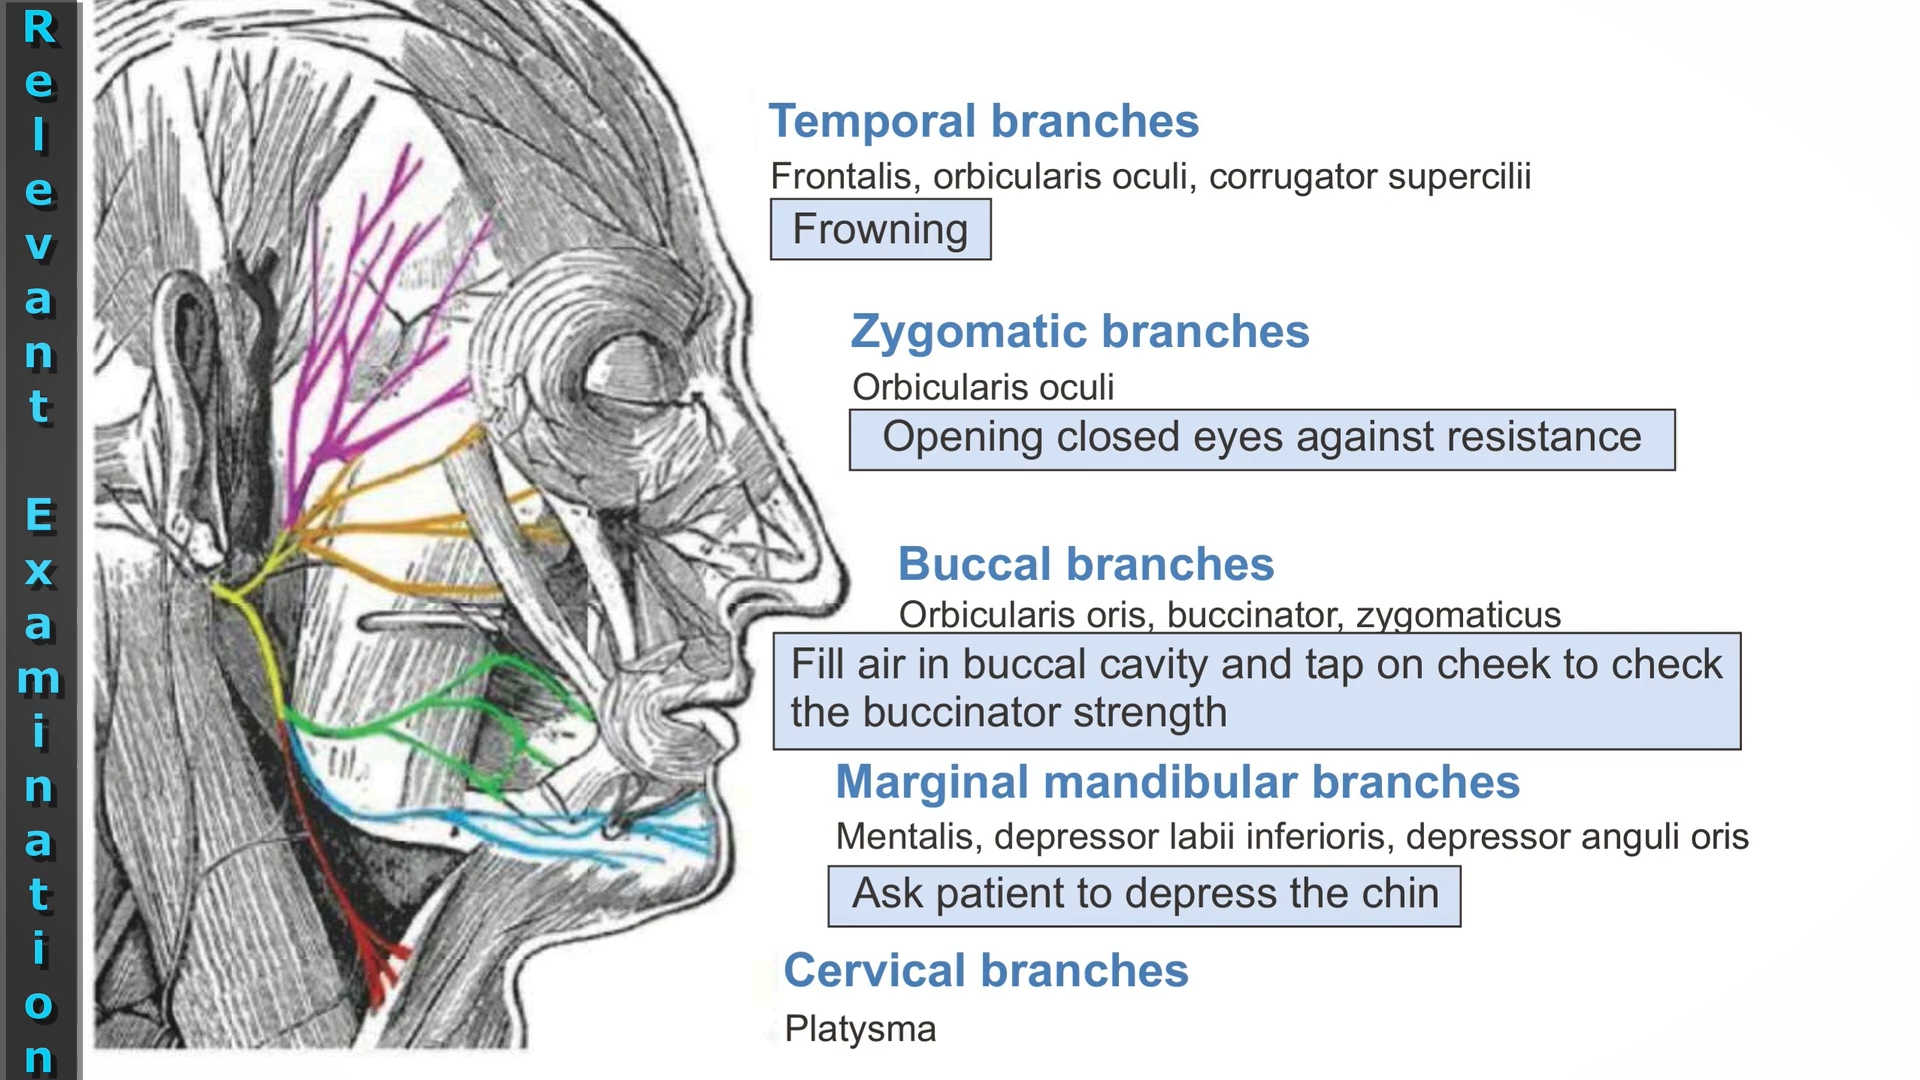 Relevant Examination
Temporal branches
Frontalis, orbicularis oculi, corrugator supercilii
Frowning
Zygomatic branches
Orbicularis oculi
Opening closed eyes against resistance
Buccal branches
Orbicularis oris, buccinator, zygomaticus
Fill air in buccal cavity and tap on cheek to check
the buccinator strength
Marginal mandibular branches
Mentalis, depressor labii inferioris, depressor anguli oris
Ask patient to depress the chin
Cervical branches
Platysma